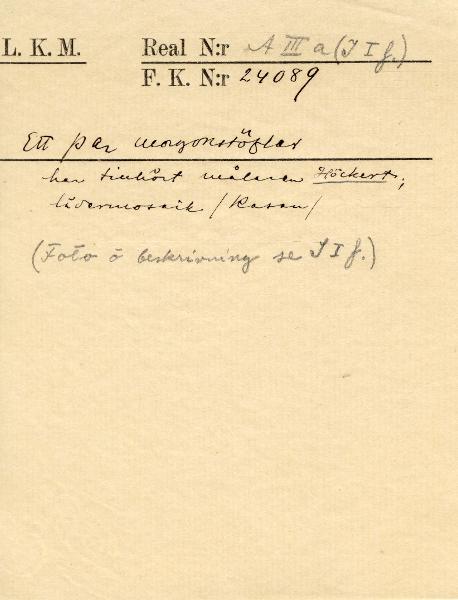 L. K. M. Real N:r A III a (I I f.)
F. K. N:r 24089
Ett par morgonstöflar
har tillhört målaren Höckert;
lädermosaik / Kasan /
(Foto o beskrivning se I I f.)